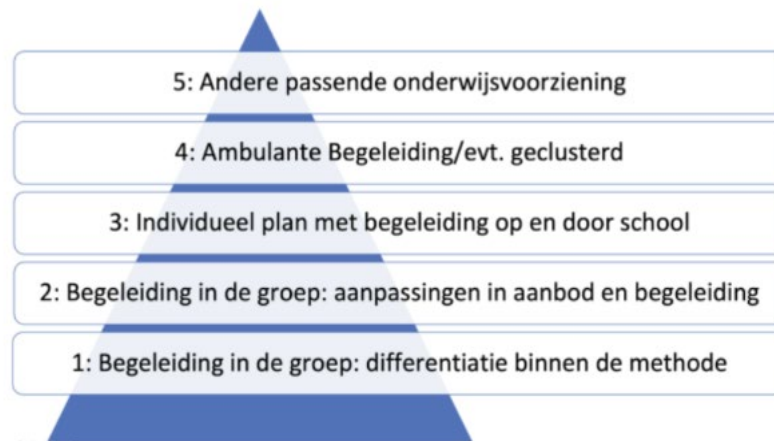 5: Andere passende onderwijsvoorziening
4: Ambulante Begeleiding/evt. geclusterd
3: Individueel plan met begeleiding op en door school
2: Begeleiding in de groep: aanpassingen in aanbod en begeleiding
1: Begeleiding in de groep: differentiatie binnen de methode